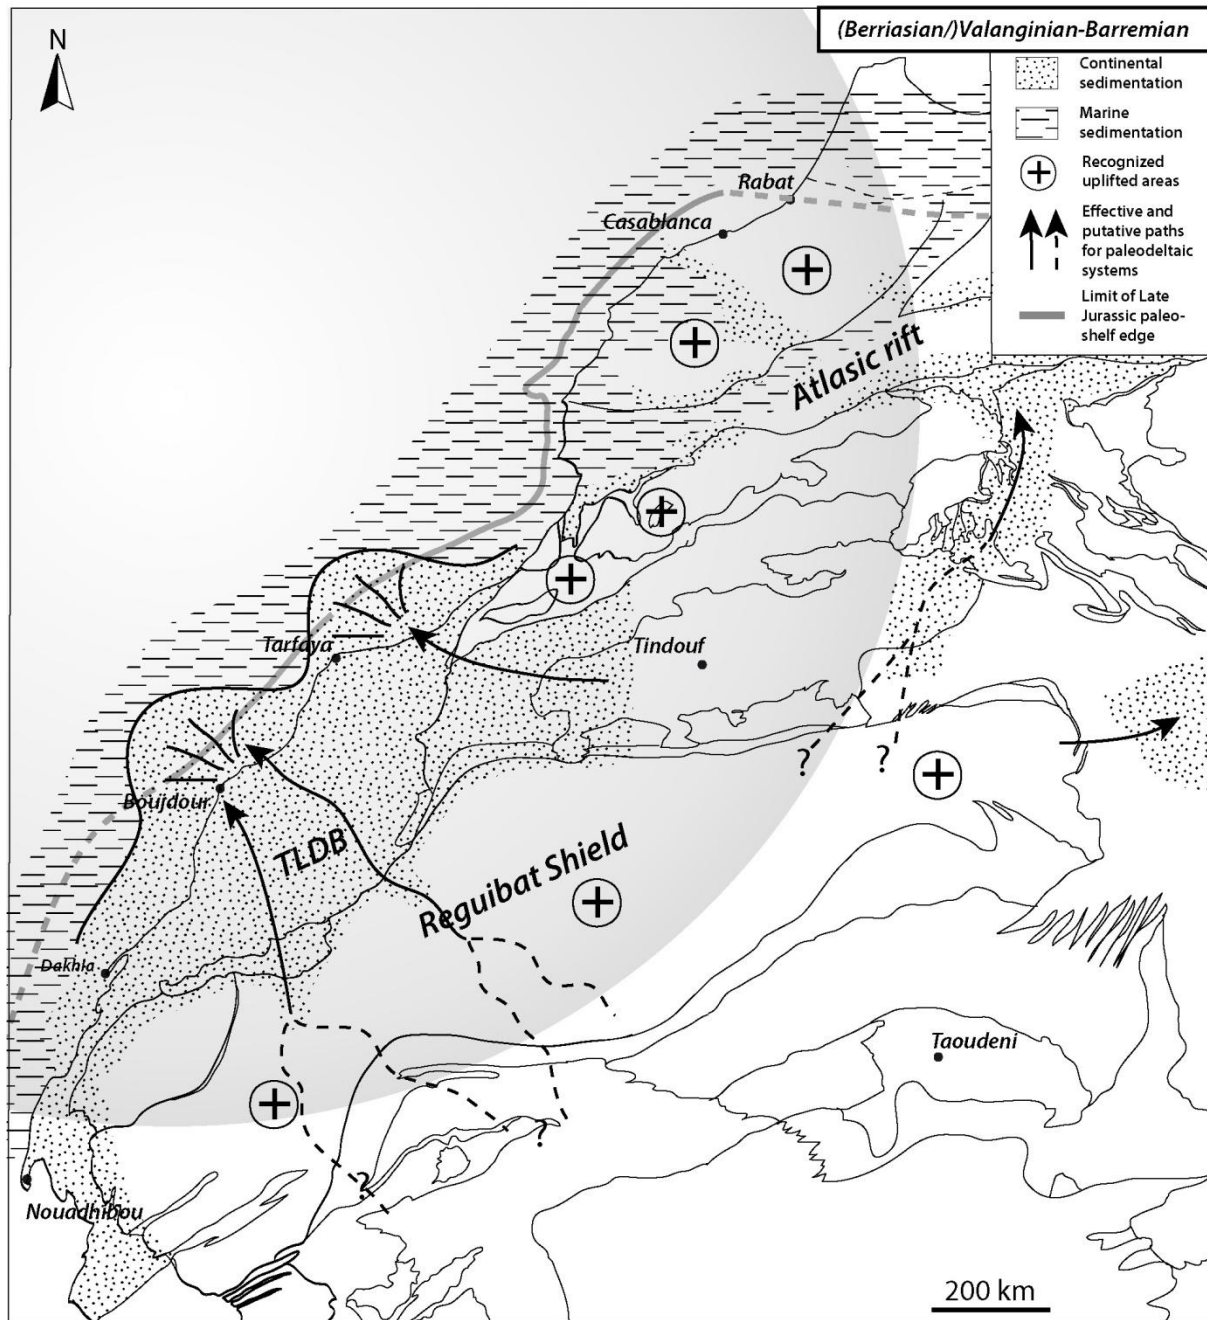 (Berriasian/)Valanginian-Barremian
N
Continental
sedimentation
Marine
sedimentation
Recognized
uplifted areas
Effective and
putative paths
for paleodeltaic
systems
Limit of Late
Jurassic paleo-
shelf edge
Rabat
Casablanca
Atlasic rift
Tarfaya
Tindouf
?
?
Boujdour
TLDB
Reguibat Shield
Dakhla
Taoudeni
?
?
Nouadhibou
200 km